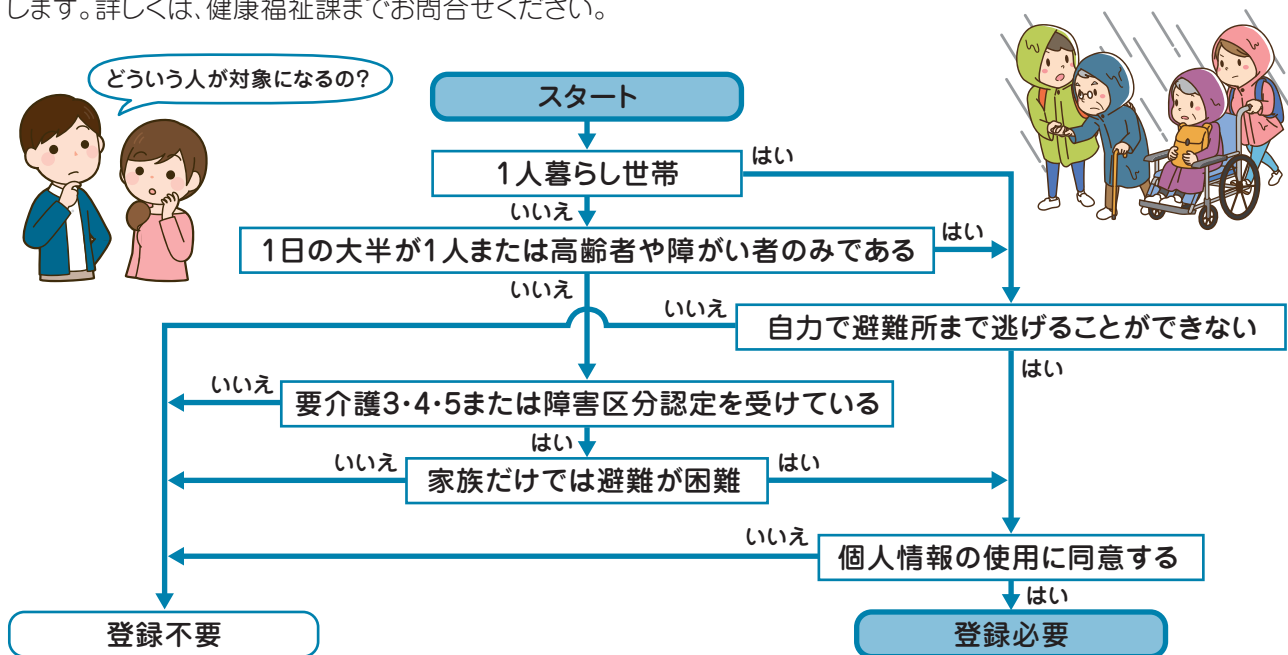 します。詳しくは、健康福祉課までお問合せください。
どういう人が対象になるの?
スタート
1人暮らし世帯
はい
いいえ
1日の大半が1人または高齢者や障がい者のみである
はい
いいえ
いいえ
自力で避難所まで逃げることができない
はい
いいえ
要介護3・4・5または障害区分認定を受けている
はい
いいえ
家族だけでは避難が困難
はい
いいえ
個人情報の使用に同意する
はい
登録不要
登録必要